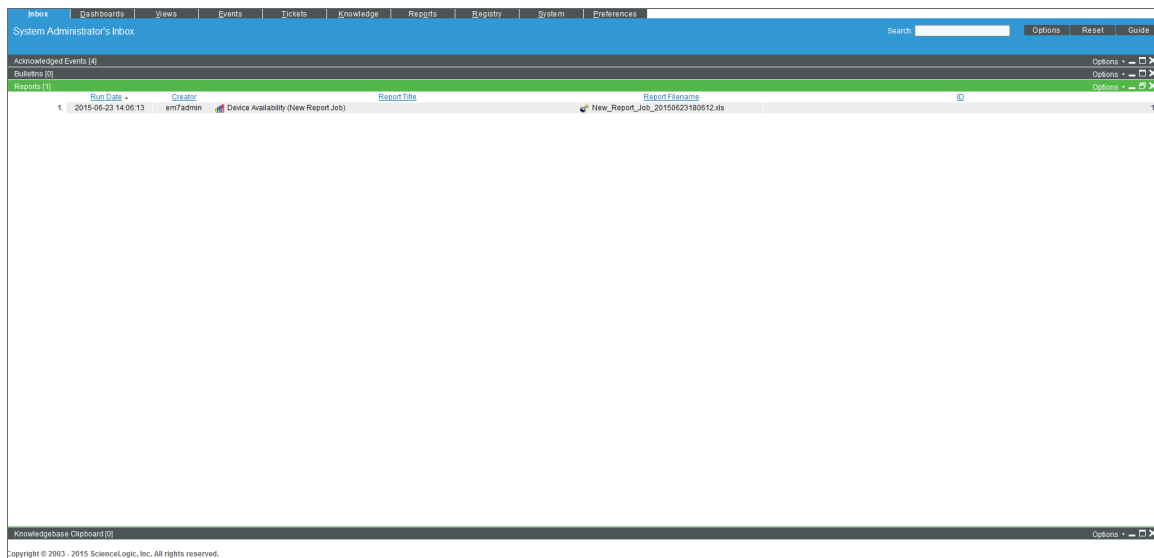 Inbox Dashboards Views Events Tickets Knowledge Reports Registry System Preferences
System Administrator's Inbox Search: Options Reset Guide
Acknowledged Events [4] Options
Bulletins [0] Options
Reports [1] Options
Run Date Creator Report Title Report Filename ID
1. 2015-06-23 14:06:13 em7admin Device Availability (New Report Job) New_Report_Job_20150623180612.xls 1
Knowledgebase Clipboard [0] Options
Copyright © 2003 - 2015 ScienceLogic, Inc. All rights reserved.